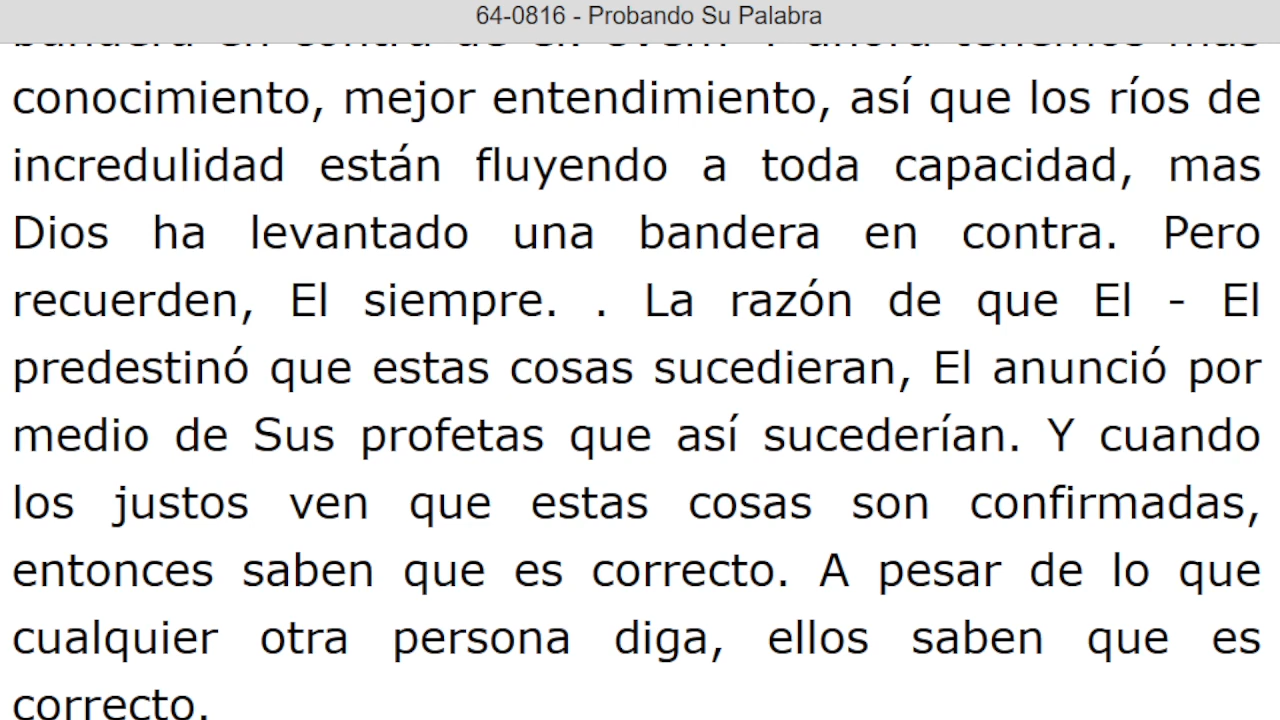 64-0816 - Probando Su Palabra
conocimiento, mejor entendimiento, así que los ríos de
incredulidad están fluyendo a toda capacidad, mas
Dios ha levantado una bandera en contra. Pero
recuerden, El siempre. . La razón de que El - El
predestinó que estas cosas sucedieran, El anunció por
medio de Sus profetas que así sucederían. Y cuando
los justos ven que estas cosas son confirmadas,
entonces saben que es correcto. A pesar de lo que
cualquier otra persona diga, ellos saben que es
correcto.